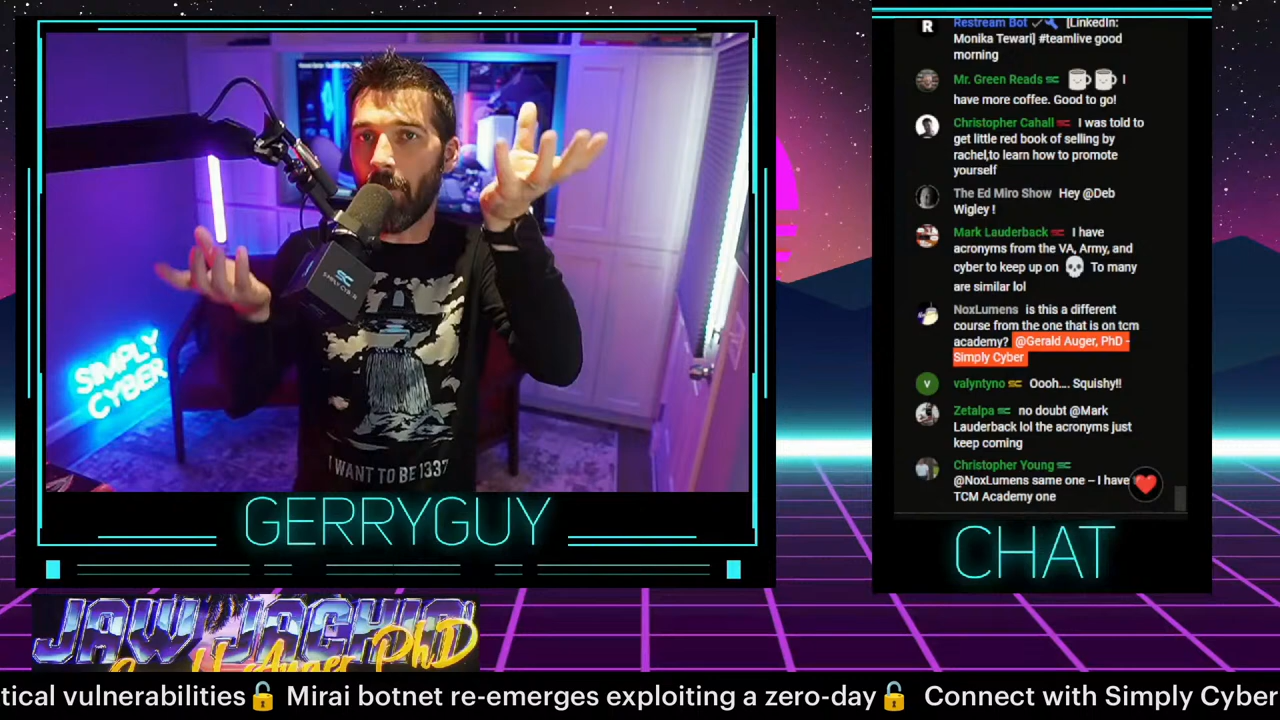 SIMPLY
CYBER
I WANT TO BE 1337
GERRYGUY
JAW JACKIN'
Gerald Auger PhD
R Restream Bot [LinkedIn:
Monika Tewari] #teamlive good
morning
Mr. Green Reads I
have more coffee. Good to go!
Christopher Cahall I was told to
get little red book of selling by
rachel,to learn how to promote
yourself
The Ed Miro Show Hey @Deb
Wigley !
Mark Lauderback I have
acronyms from the VA, Army, and
cyber to keep up on 💀 To many
are similar lol
NoxLumens is this a different
course from the one that is on tcm
academy? @Gerald Auger, PhD -
Simply Cyber
V valyntyno Oooh.... Squishy!!
Zetalpa no doubt @Mark
Lauderback lol the acronyms just
keep coming
Christopher Young
@NoxLumens same one – I have
TCM Academy one
CHAT
tical vulnerabilities🔓 Mirai botnet re-emerges exploiting a zero-day🔓 Connect with Simply Cyber